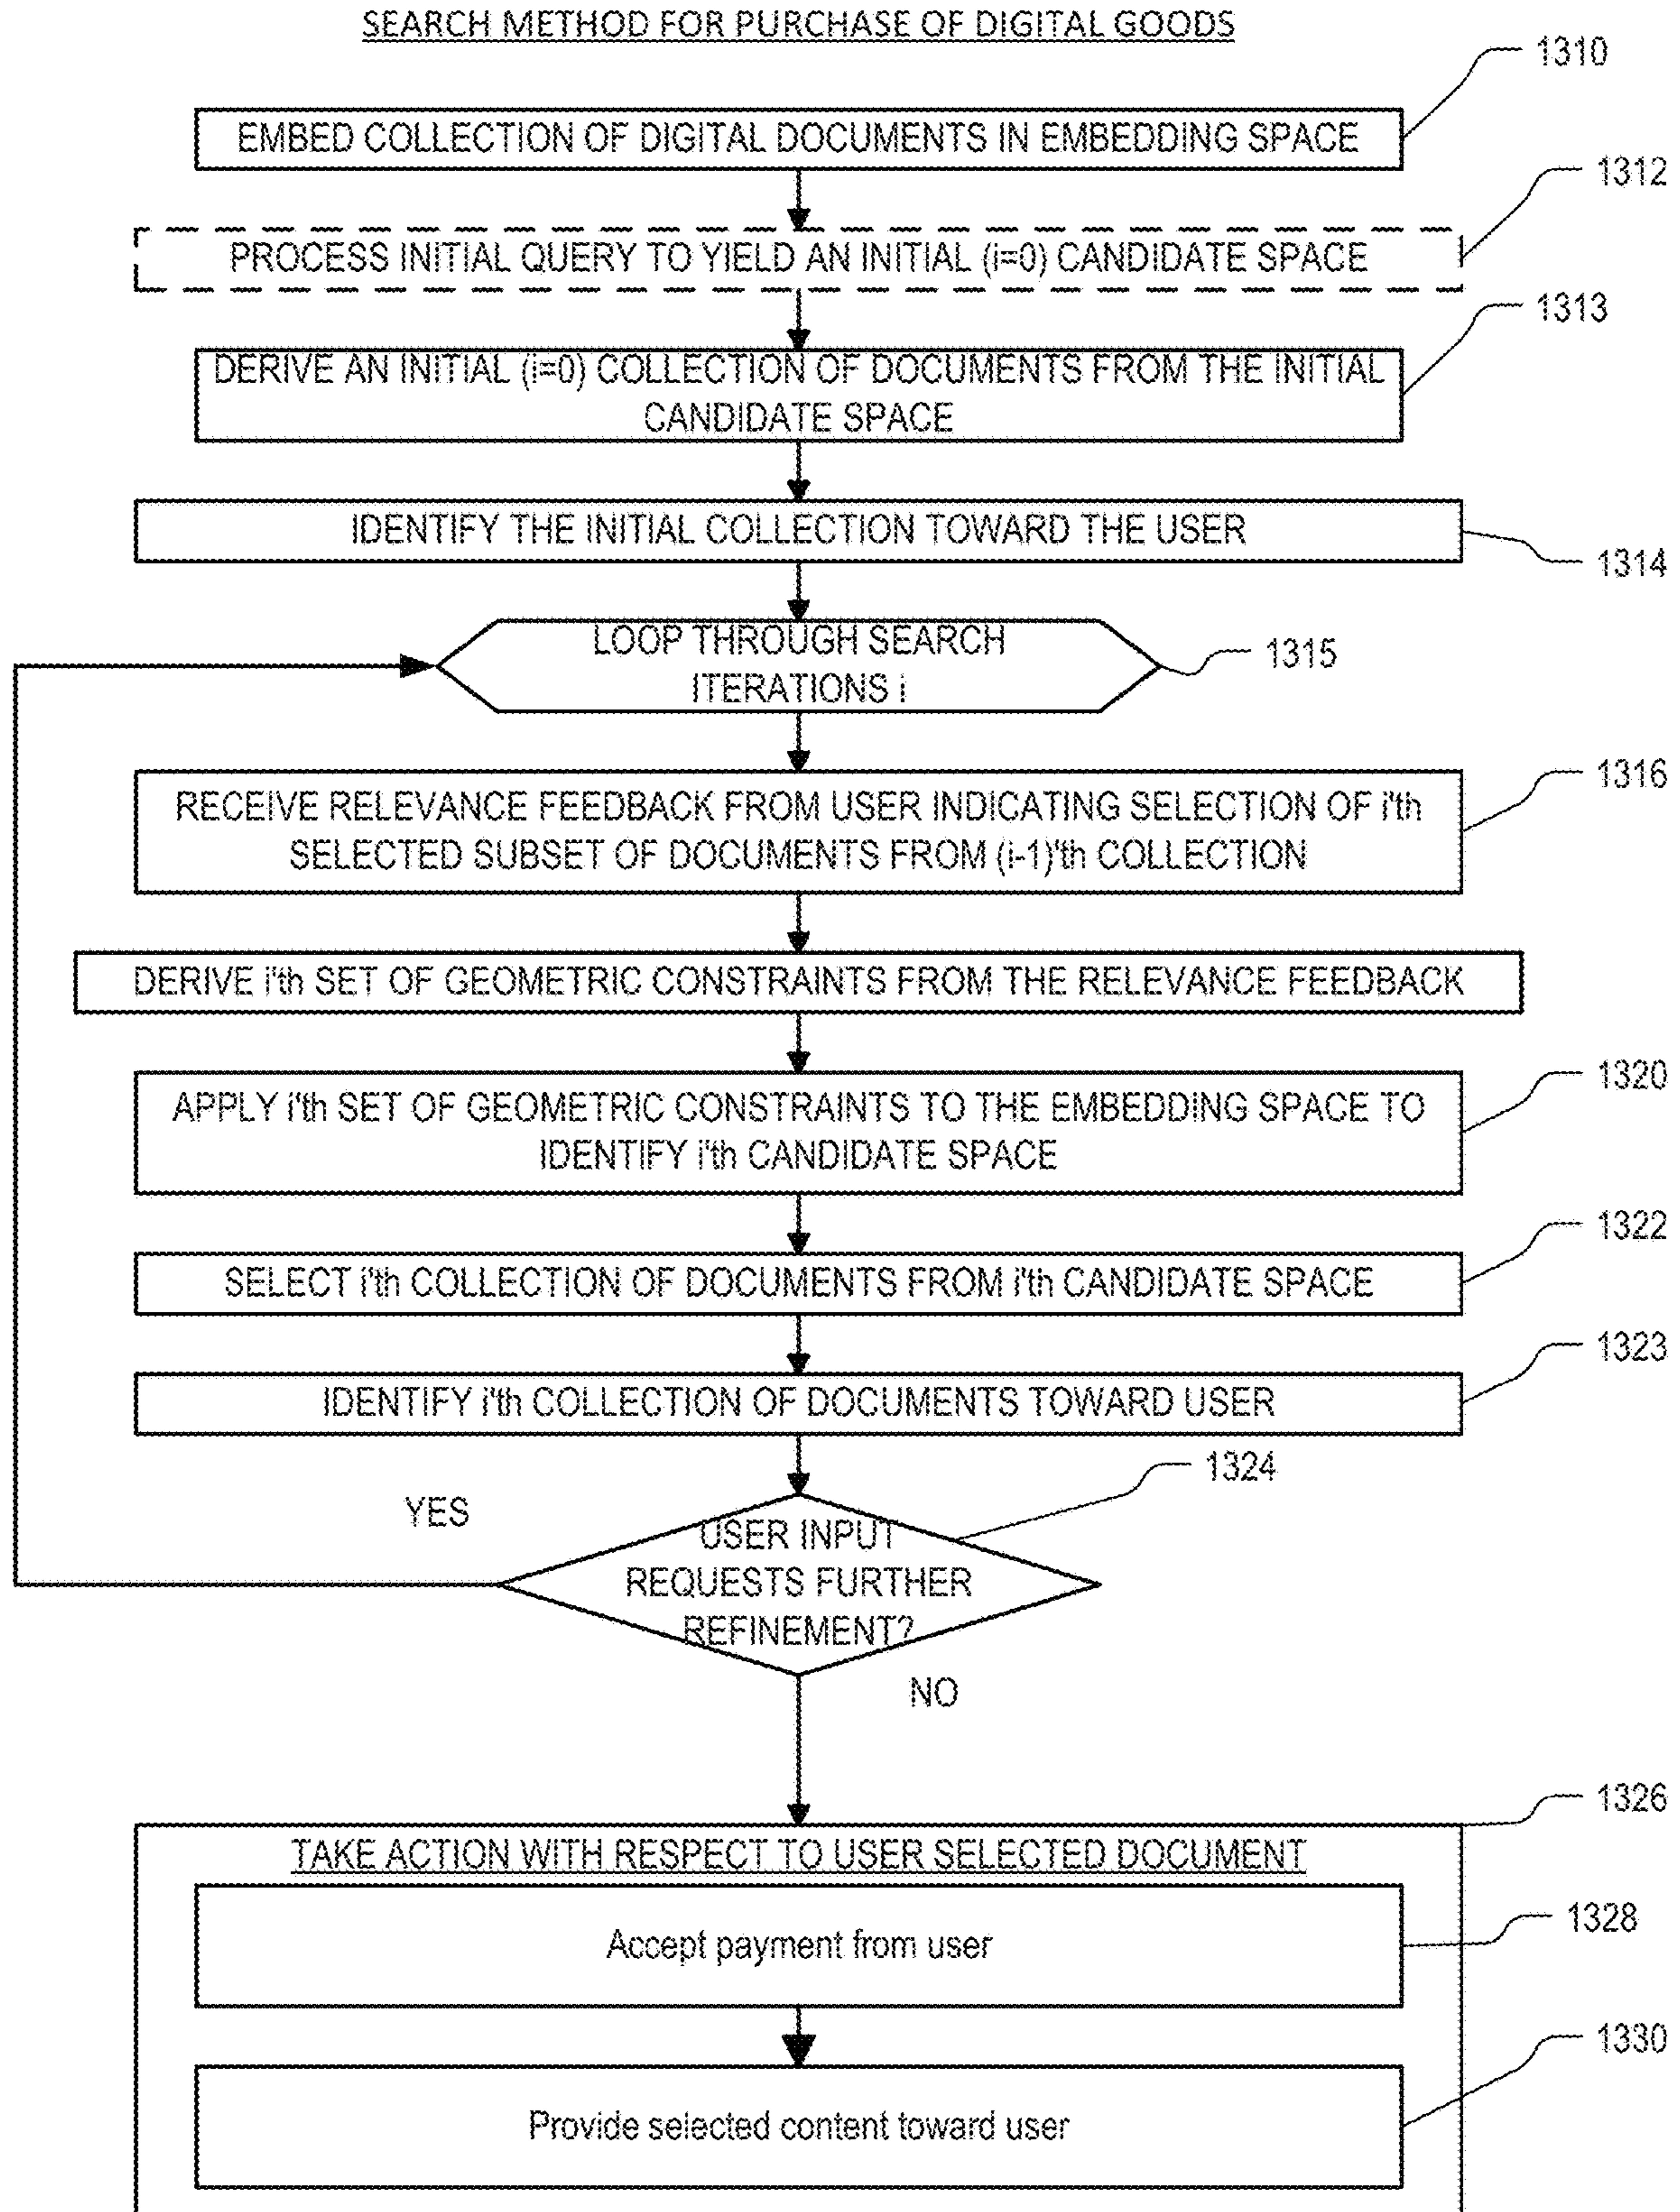 SEARCH METHOD FOR PURCHASE OF DIGITAL GOODS
1310
EMBED COLLECTION OF DIGITAL DOCUMENTS IN EMBEDDING SPACE
1312
PROCESS INITIAL QUERY TO YIELD AN INITIAL (i=0) CANDIDATE SPACE
1313
DERIVE AN INITIAL (i=0) COLLECTION OF DOCUMENTS FROM THE INITIAL
CANDIDATE SPACE
IDENTIFY THE INITIAL COLLECTION TOWARD THE USER
1314
LOOP THROUGH SEARCH
ITERATIONS i
1315
1316
RECEIVE RELEVANCE FEEDBACK FROM USER INDICATING SELECTION OF i'th
SELECTED SUBSET OF DOCUMENTS FROM (i-1)'th COLLECTION
DERIVE i'th SET OF GEOMETRIC CONSTRAINTS FROM THE RELEVANCE FEEDBACK
1320
APPLY i'th SET OF GEOMETRIC CONSTRAINTS TO THE EMBEDDING SPACE TO
IDENTIFY i'th CANDIDATE SPACE
1322
SELECT i'th COLLECTION OF DOCUMENTS FROM i'th CANDIDATE SPACE
1323
IDENTIFY i'th COLLECTION OF DOCUMENTS TOWARD USER
1324
YES
USER INPUT
REQUESTS FURTHER
REFINEMENT?
NO
1326
TAKE ACTION WITH RESPECT TO USER SELECTED DOCUMENT
1328
Accept payment from user
1330
Provide selected content toward user